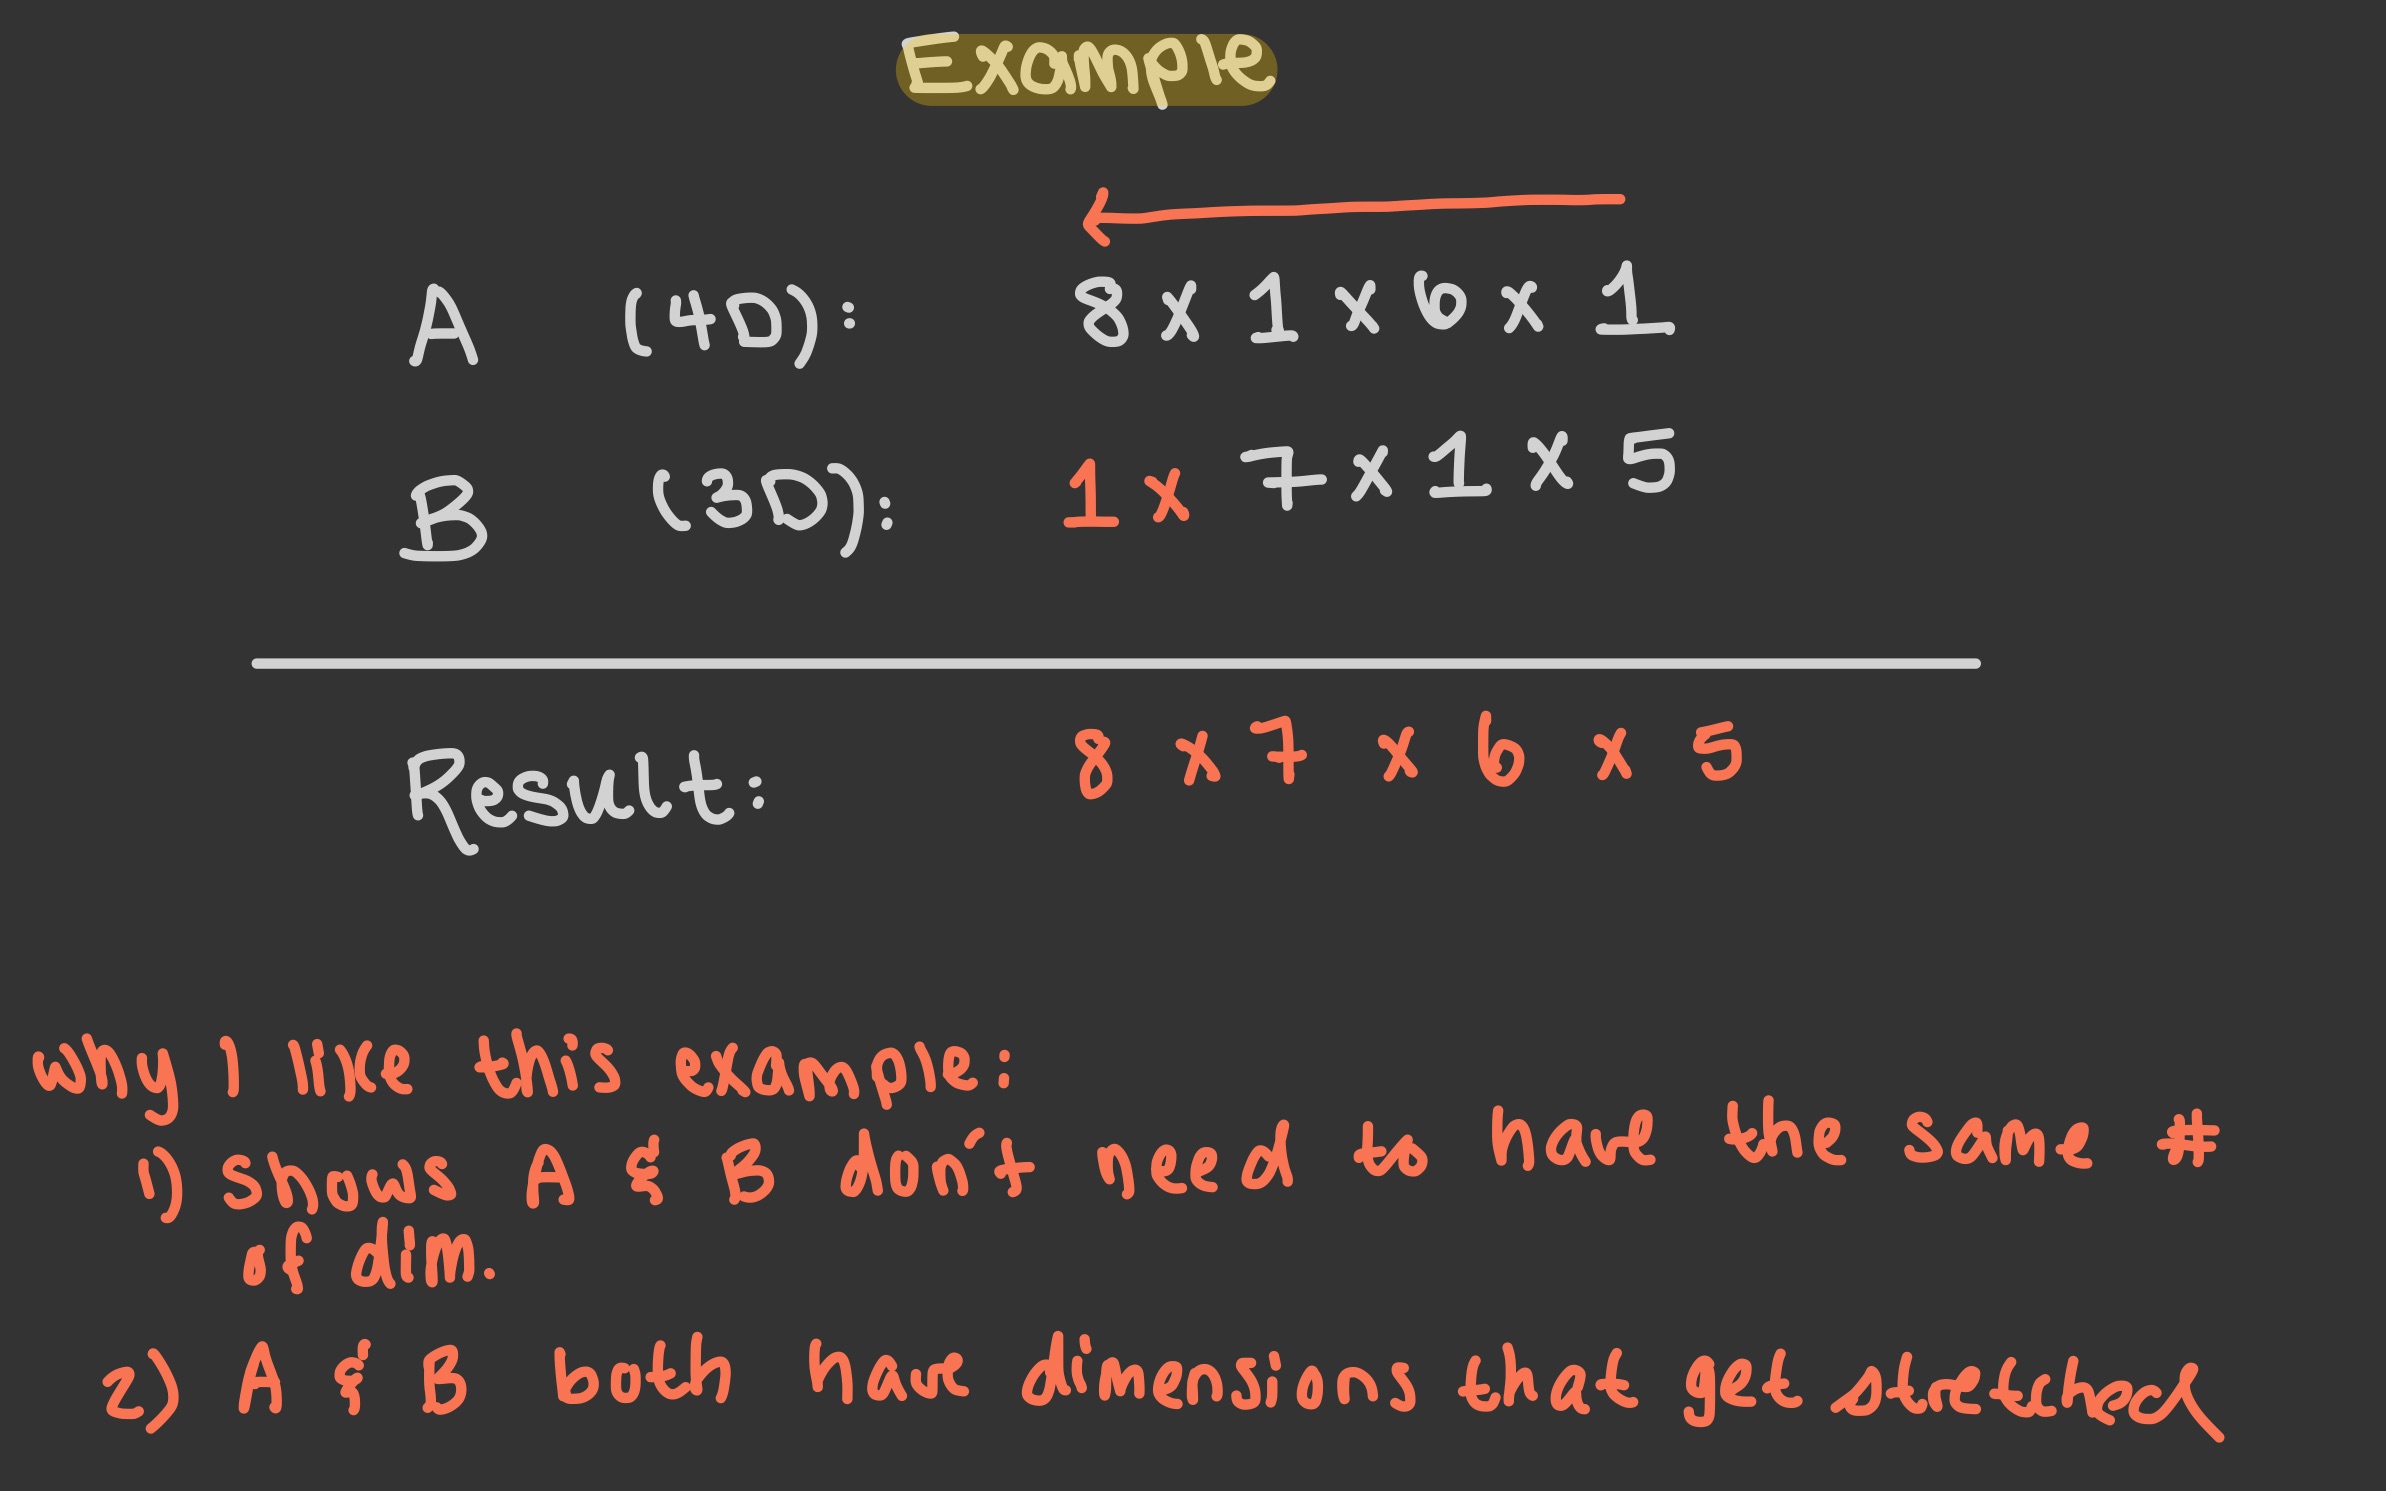 Example
A (4D): 8 x 1 x 6 x 1
B (3D): 1 x 7 x 1 x 5
Result: 8 x 7 x 6 x 5
Why I like this example:
1) shows A & B don't need to have the same #
of dim.
2) A & B both have dimensions that get stretched